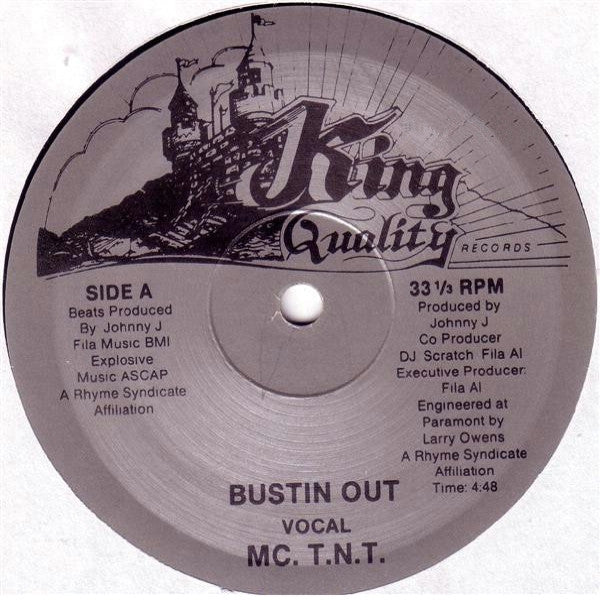 King
Quality
RECORDS
SIDE A
Beats Produced
By Johnny J
Fila Music BMI
Explosive
Music ASCAP
A Rhyme Syndicate
Affiliation
33 1/3 RPM
Produced by
Johnny J
Co Producer
DJ Scratch Fila Al
Executive Producer:
Fila Al
Engineered at
Paramont by
Larry Owens
A Rhyme Syndicate
Affiliation
Time: 4:48
BUSTIN OUT
VOCAL
MC. T.N.T.